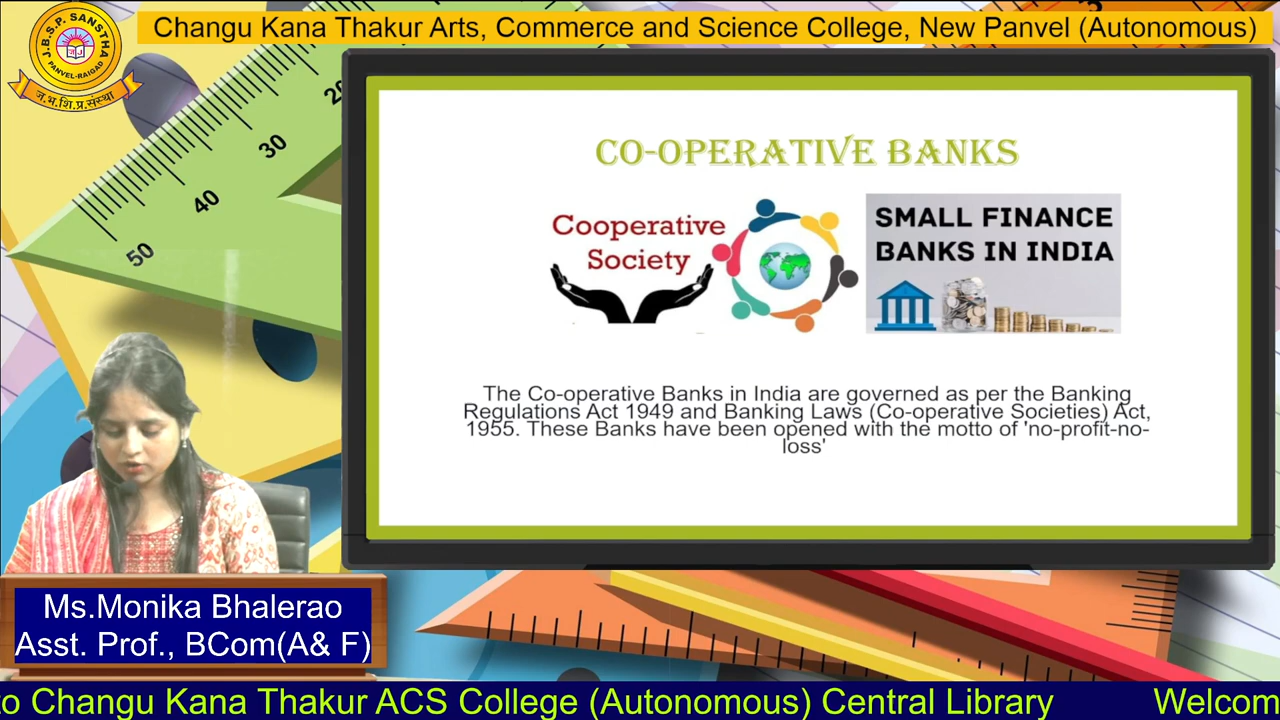 Changu Kana Thakur Arts, Commerce and Science College, New Panvel (Autonomous)
J.B.S.P. SANSTHA
PANVEL-RAIGAD
ज.भ.शि.प्र.संस्था
30
40
50
CO-OPERATIVE BANKS
Cooperative
Society
SMALL FINANCE
BANKS IN INDIA
The Co-operative Banks in India are governed as per the Banking
Regulations Act 1949 and Banking Laws (Co-operative Societies) Act,
1955. These Banks have been opened with the motto of 'no-profit-no-
loss'
Ms.Monika Bhalerao
Asst. Prof., BCom(A& F)
to Changu Kana Thakur ACS College (Autonomous) Central Library Welcom